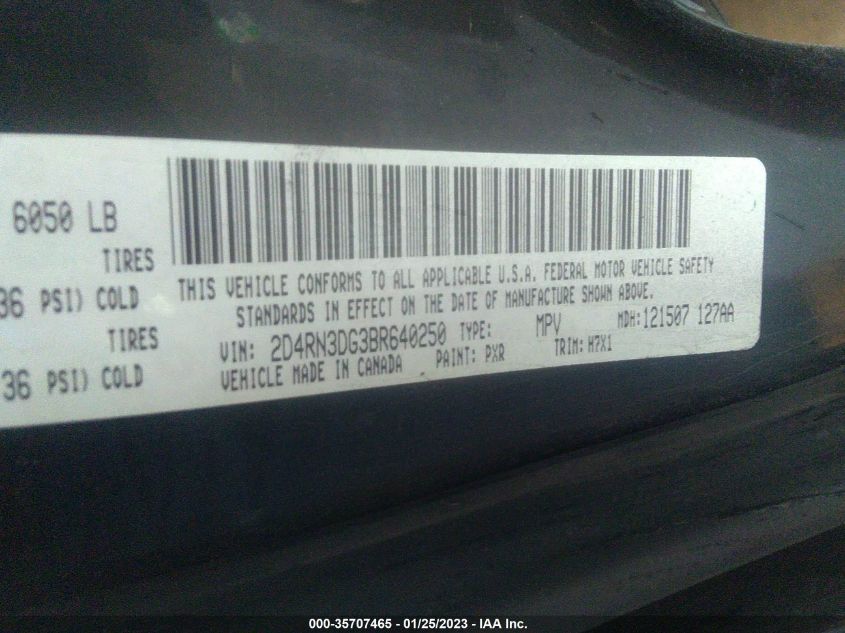 6050 LB
TIRES
36 PSI) COLD
TIRES
36 PSI) COLD
THIS VEHICLE CONFORMS TO ALL APPLICABLE U.S.A. FEDERAL MOTOR VEHICLE SAFETY
STANDARDS IN EFFECT ON THE DATE OF MANUFACTURE SHOWN ABOVE.
VIN: 2D4RN3DG3BR640250 TYPE: MPV MDH:121507 127AA
VEHICLE MADE IN CANADA PAINT: PXR TRIM: H7X1
000-35707465 - 01/25/2023 - IAA Inc.